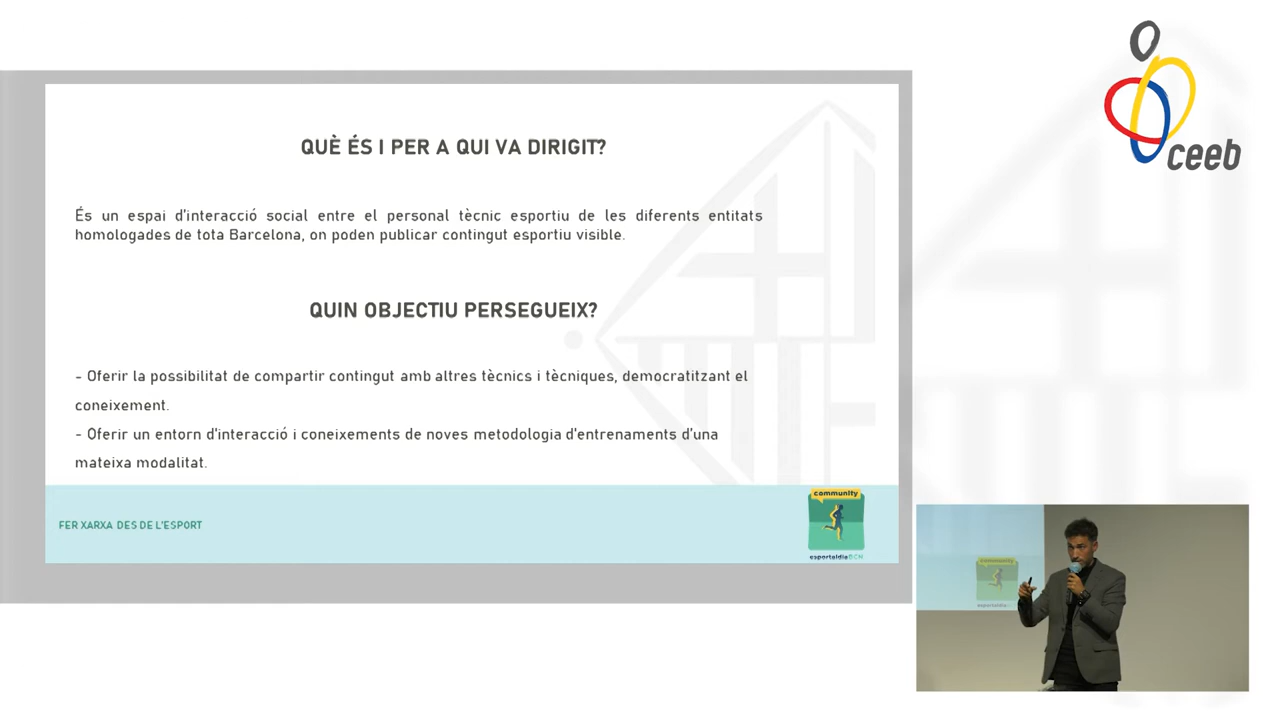 ceeb
QUÈ ÉS I PER A QUI VA DIRIGIT?
És un espai d'interacció social entre el personal tècnic esportiu de les diferents entitats
homologades de tota Barcelona, on poden publicar contingut esportiu visible.
QUIN OBJECTIU PERSEGUEIX?
- Oferir la possibilitat de compartir contingut amb altres tècnics i tècniques, democratitzant el
coneixement.
- Oferir un entorn d'interacció i coneixements de noves metodologia d'entrenaments d'una
mateixa modalitat.
community
FER XARXA DES DE L'ESPORT
esportaldiaBCN